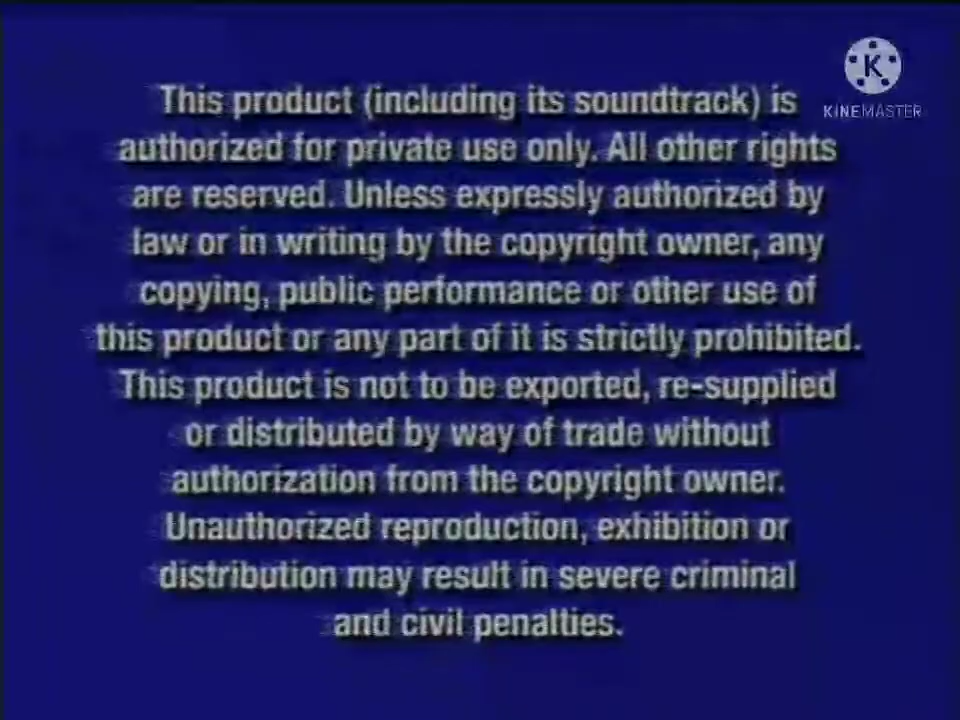 K
KINEMASTER
This product (including its soundtrack) is
authorized for private use only. All other rights
are reserved. Unless expressly authorized by
law or in writing by the copyright owner, any
copying, public performance or other use of
this product or any part of it is strictly prohibited.
This product is not to be exported, re-supplied
or distributed by way of trade without
authorization from the copyright owner.
Unauthorized reproduction, exhibition or
distribution may result in severe criminal
and civil penalties.